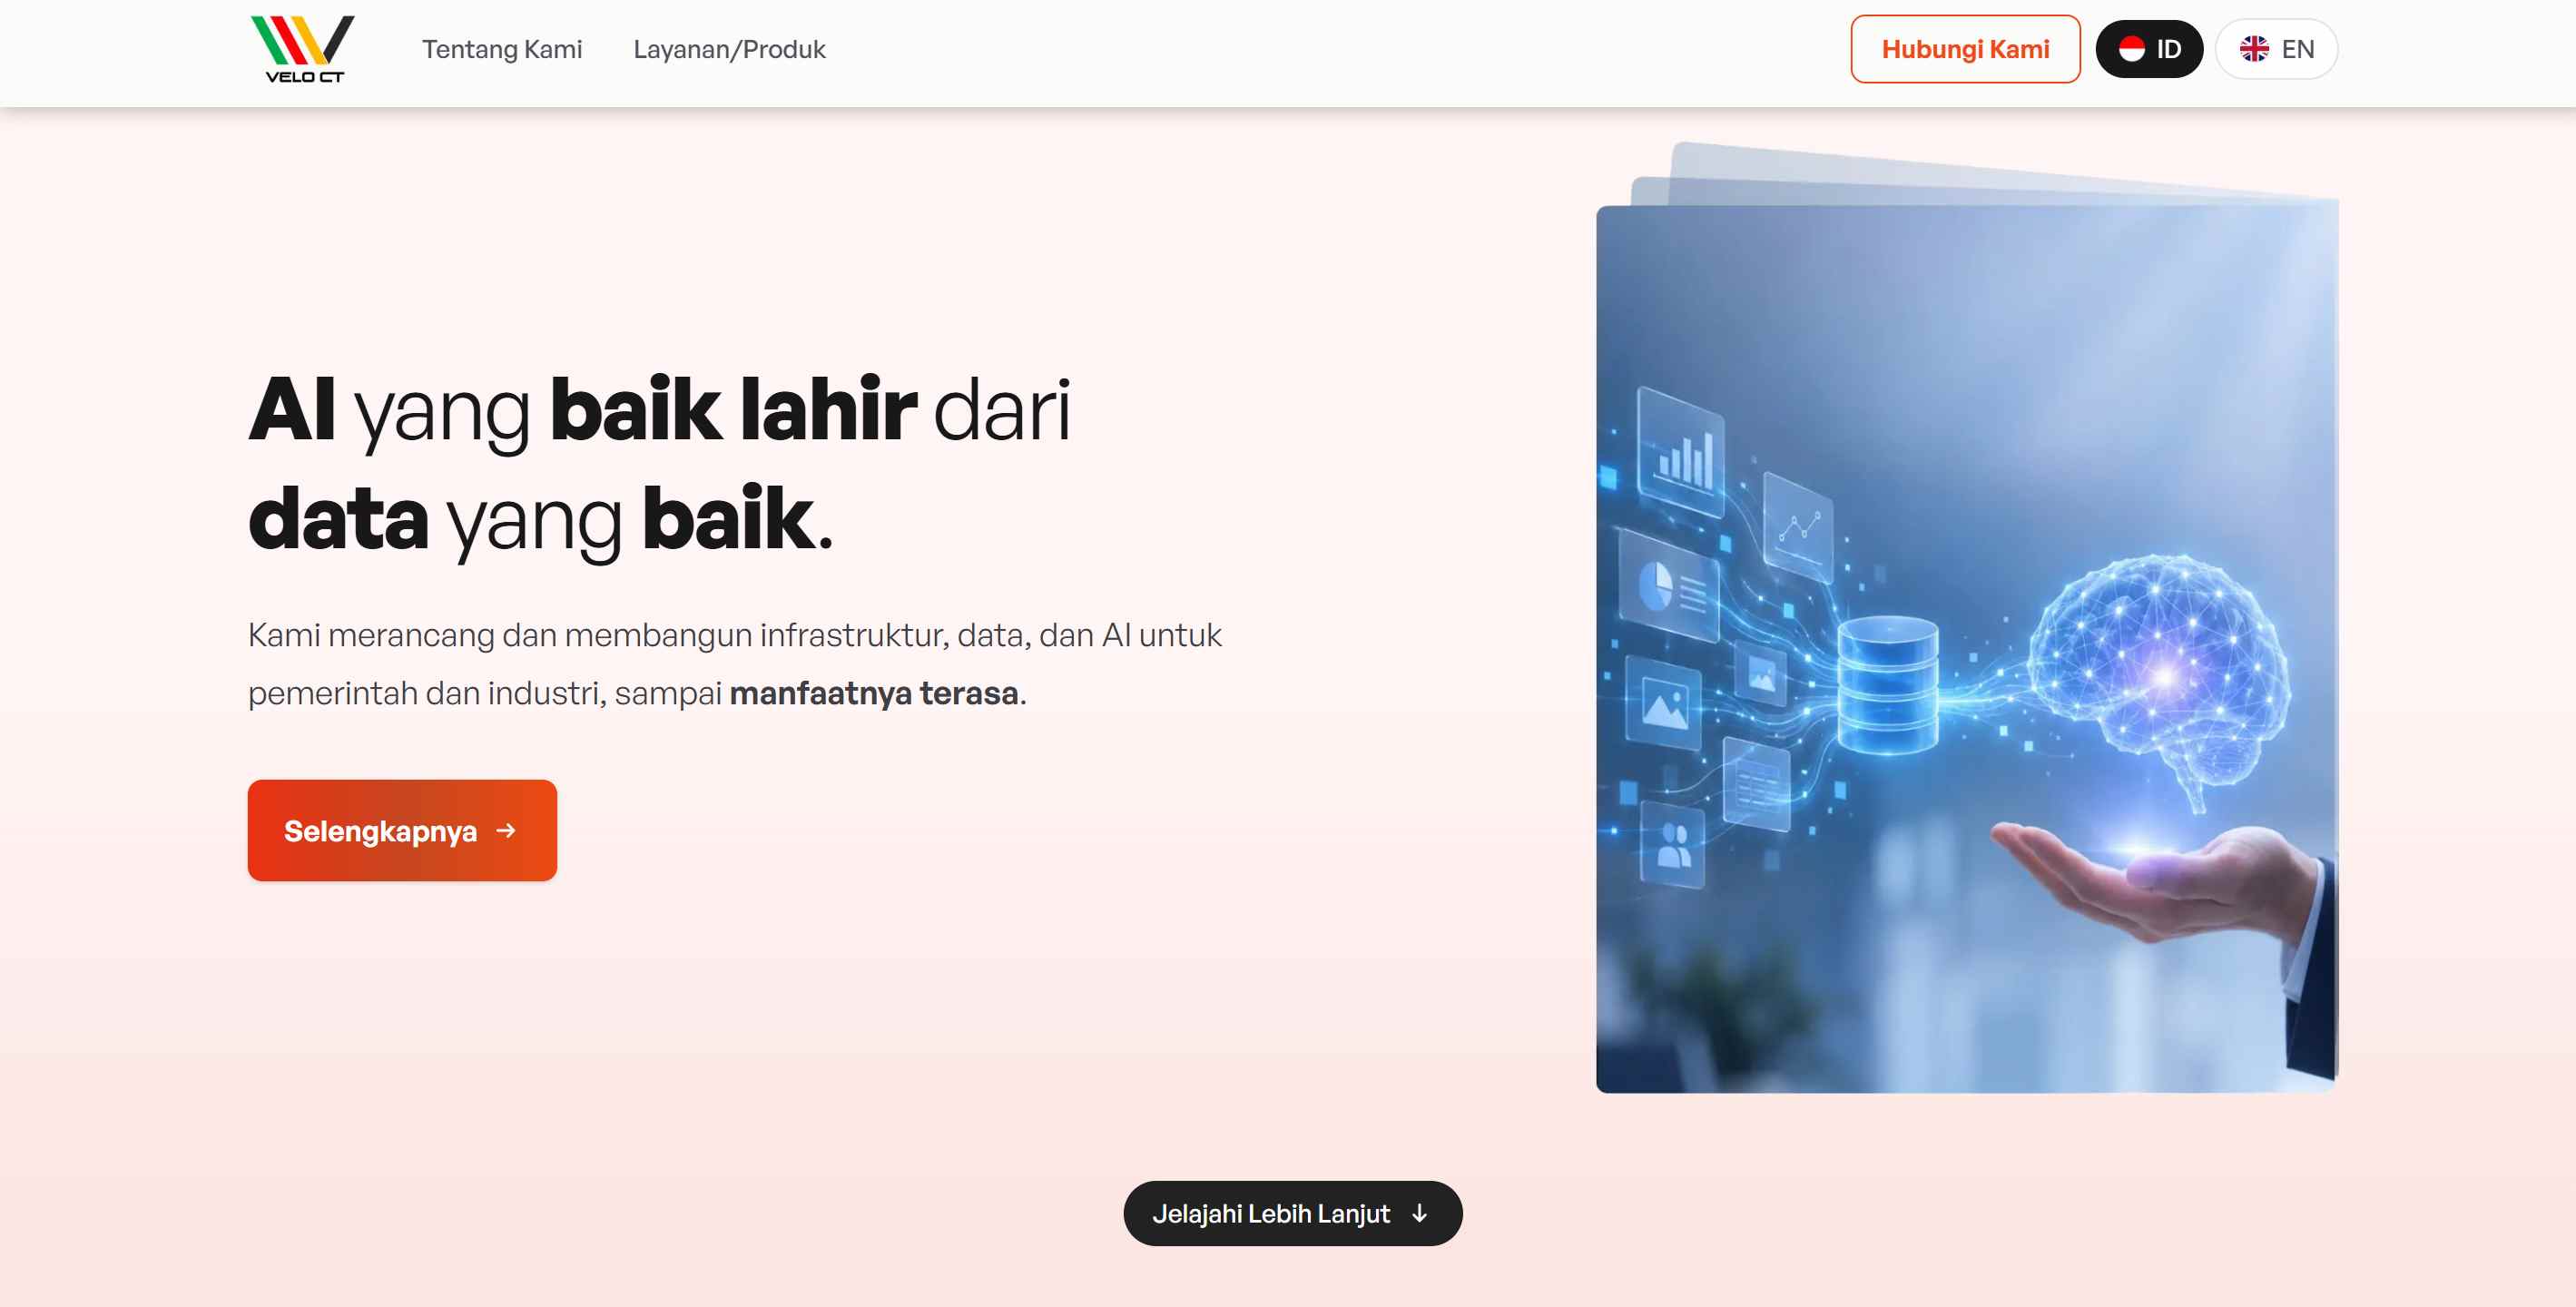 VELO CT
Tentang Kami
Layanan/Produk
Hubungi Kami
ID
EN
AI yang baik lahir dari
data yang baik.
Kami merancang dan membangun infrastruktur, data, dan AI untuk
pemerintah dan industri, sampai manfaatnya terasa.
Selengkapnya →
Jelajahi Lebih Lanjut ↓